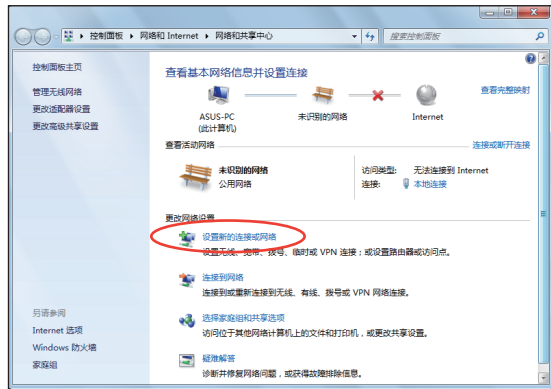 控制面板 ▸ 网络和 Internet ▸ 网络和共享中心
搜索控制面板
控制面板主页
管理无线网络
更改适配器设置
更改高级共享设置
查看基本网络信息并设置连接
查看完整映射
ASUS-PC
(此计算机)
未识别的网络
Internet
查看活动网络
连接或断开连接
未识别的网络
公用网络
访问类型: 无法连接到 Internet
连接: 本地连接
更改网络设置
设置新的连接或网络
设置无线、宽带、拨号、临时或 VPN 连接；或设置路由器或访问点。
连接到网络
连接到或重新连接到无线、有线、拨号或 VPN 网络连接。
选择家庭组和共享选项
访问位于其他网络计算机上的文件和打印机，或更改共享设置。
疑难解答
诊断并修复网络问题，或获得故障排除信息。
另请参阅
Internet 选项
Windows 防火墙
家庭组